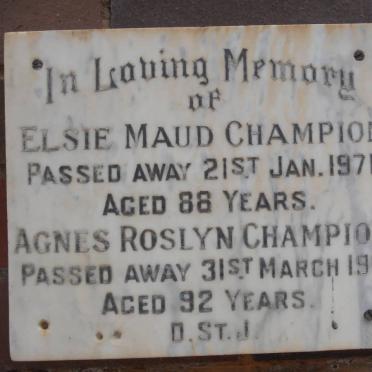 In Loving Memory
of
ELSIE MAUD CHAMPION
PASSED AWAY 21ST JAN. 1971
AGED 88 YEARS.
AGNES ROSLYN CHAMPIO
PASSED AWAY 31ST MARCH 19
AGED 92 YEARS.
D.ST.J.